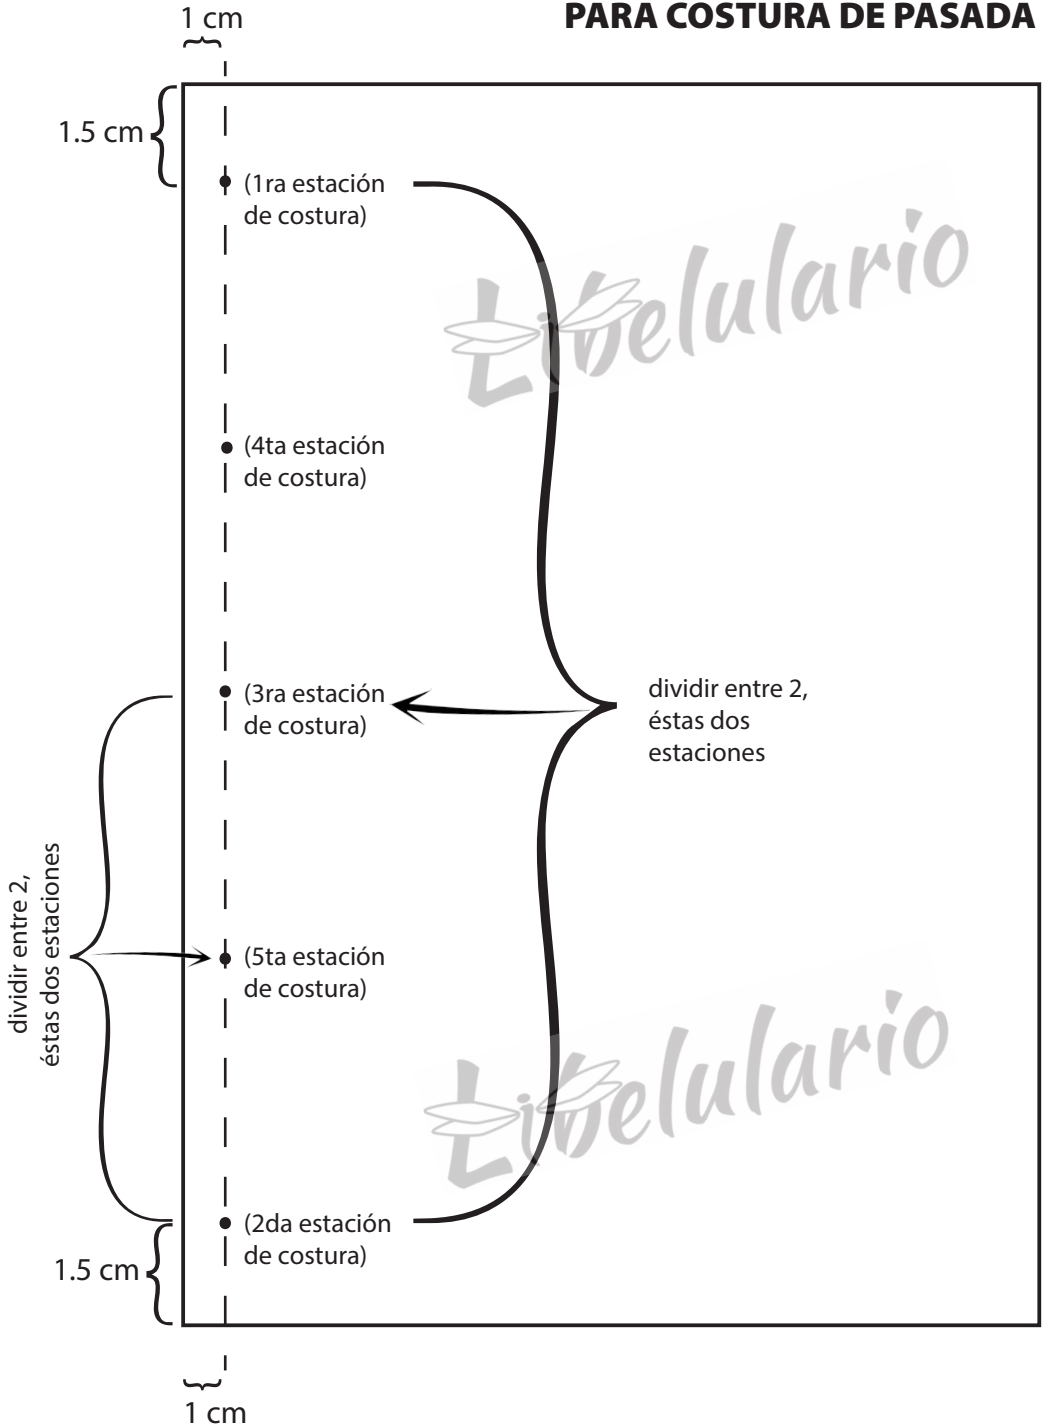 1 cm
PARA COSTURA DE PASADA
1.5 cm
(1ra estación
de costura)
Libelulario
(4ta estación
de costura)
(3ra estación
de costura)
dividir entre 2,
éstas dos
estaciones
dividir entre 2,
éstas dos estaciones
(5ta estación
de costura)
Libelulario
(2da estación
de costura)
1.5 cm
1 cm